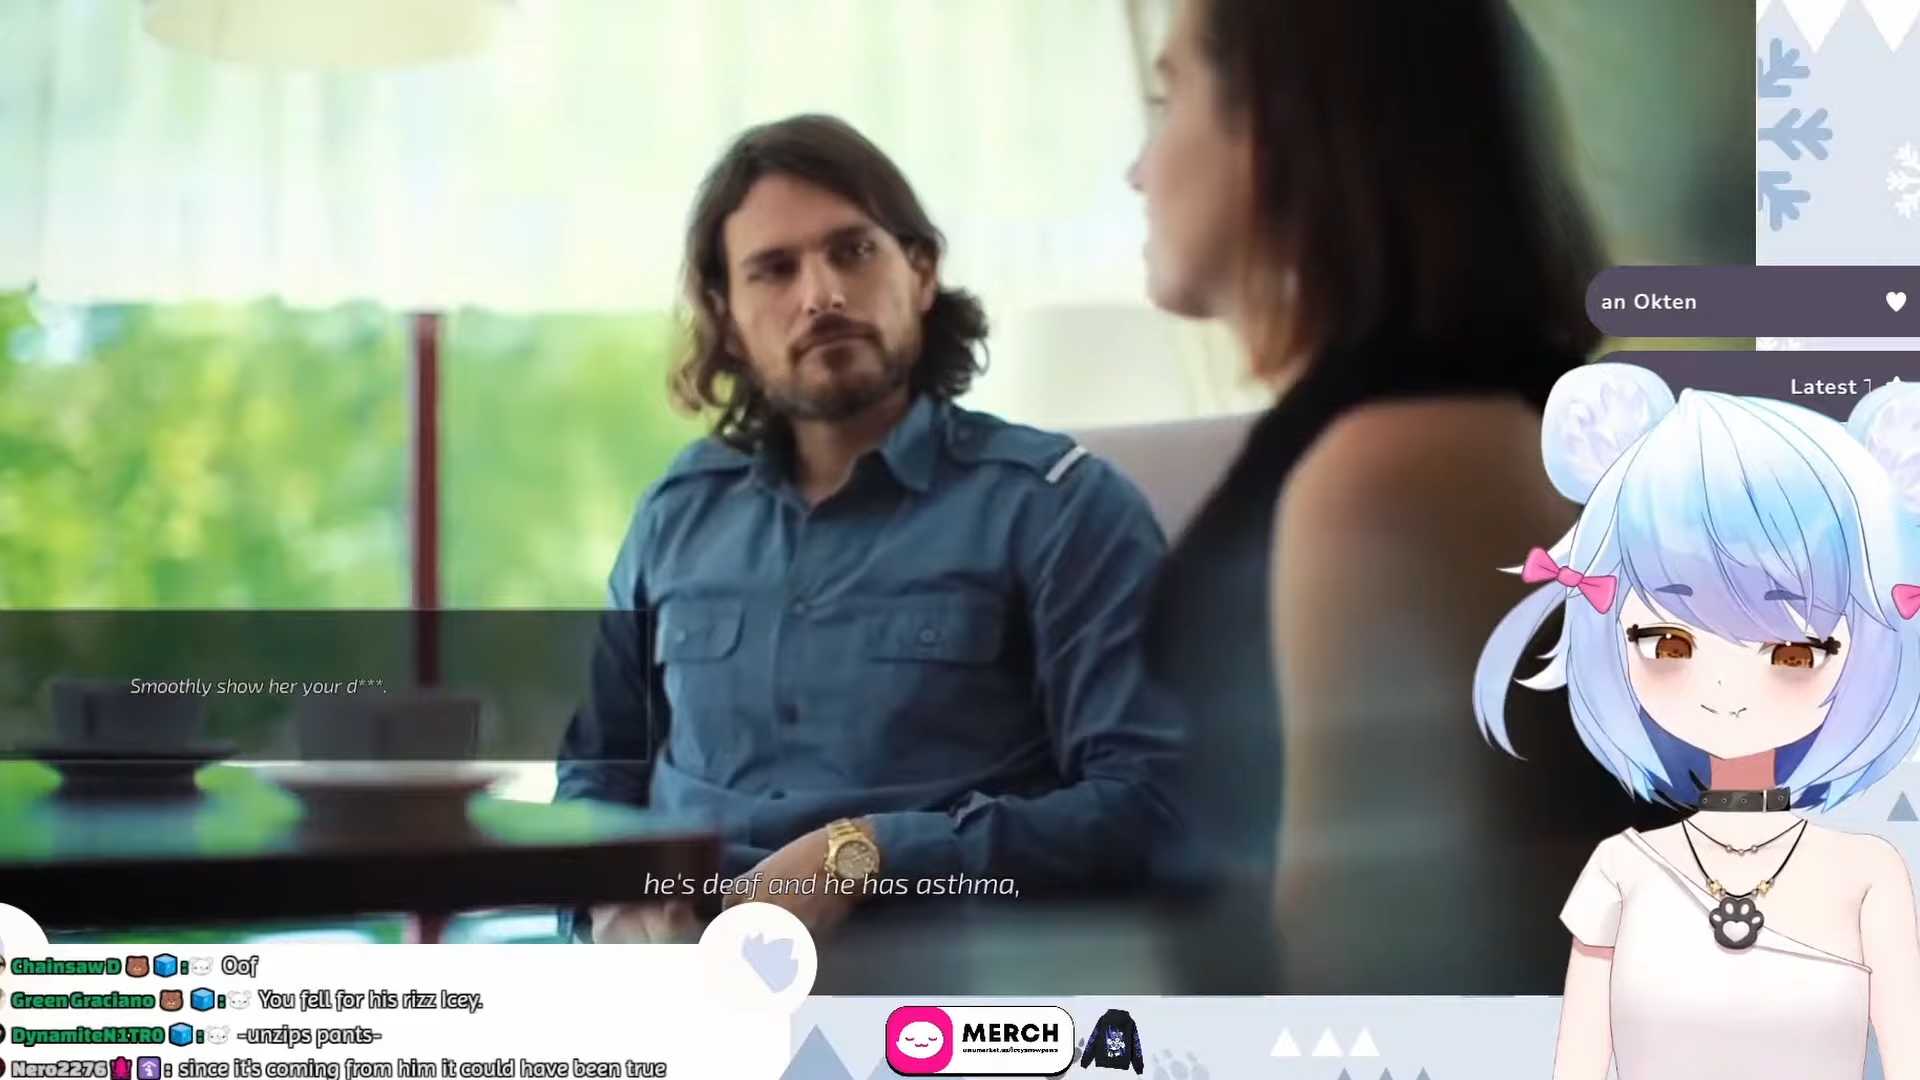 an Okten
Latest
Smoothly show her your d***.
he's deaf and he has asthma,
ChainsawD : Oof
GreenGraciano : You fell for his rizz Icey.
DynamiteN1TR0 : -unzips pants-
Nero2276 : since it's coming from him it could have been true
MERCH